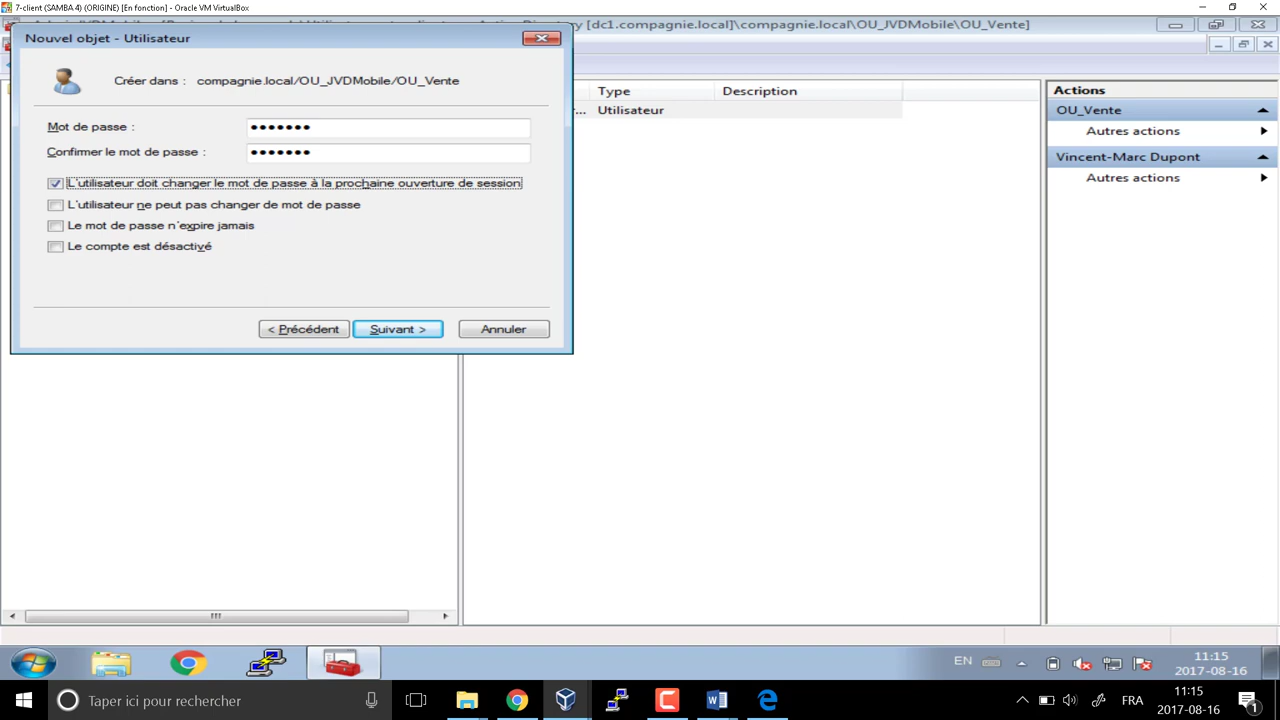 7-client (SAMBA 4) (ORIGINE) [En fonction] - Oracle VM VirtualBox
Active Directory [dc1.compagnie.local]\compagnie.local\OU_JVDMobile\OU_Vente]
Nouvel objet - Utilisateur
Créer dans : compagnie.local/OU_JVDMobile/OU_Vente
Mot de passe :
Confirmer le mot de passe :
L'utilisateur doit changer le mot de passe à la prochaine ouverture de session
L'utilisateur ne peut pas changer de mot de passe
Le mot de passe n'expire jamais
Le compte est désactivé
< Précédent Suivant > Annuler
Type Description
... Utilisateur
Actions
OU_Vente
Autres actions
Vincent-Marc Dupont
Autres actions
EN
11:15
2017-08-16
Taper ici pour rechercher
FRA
11:15
2017-08-16
1